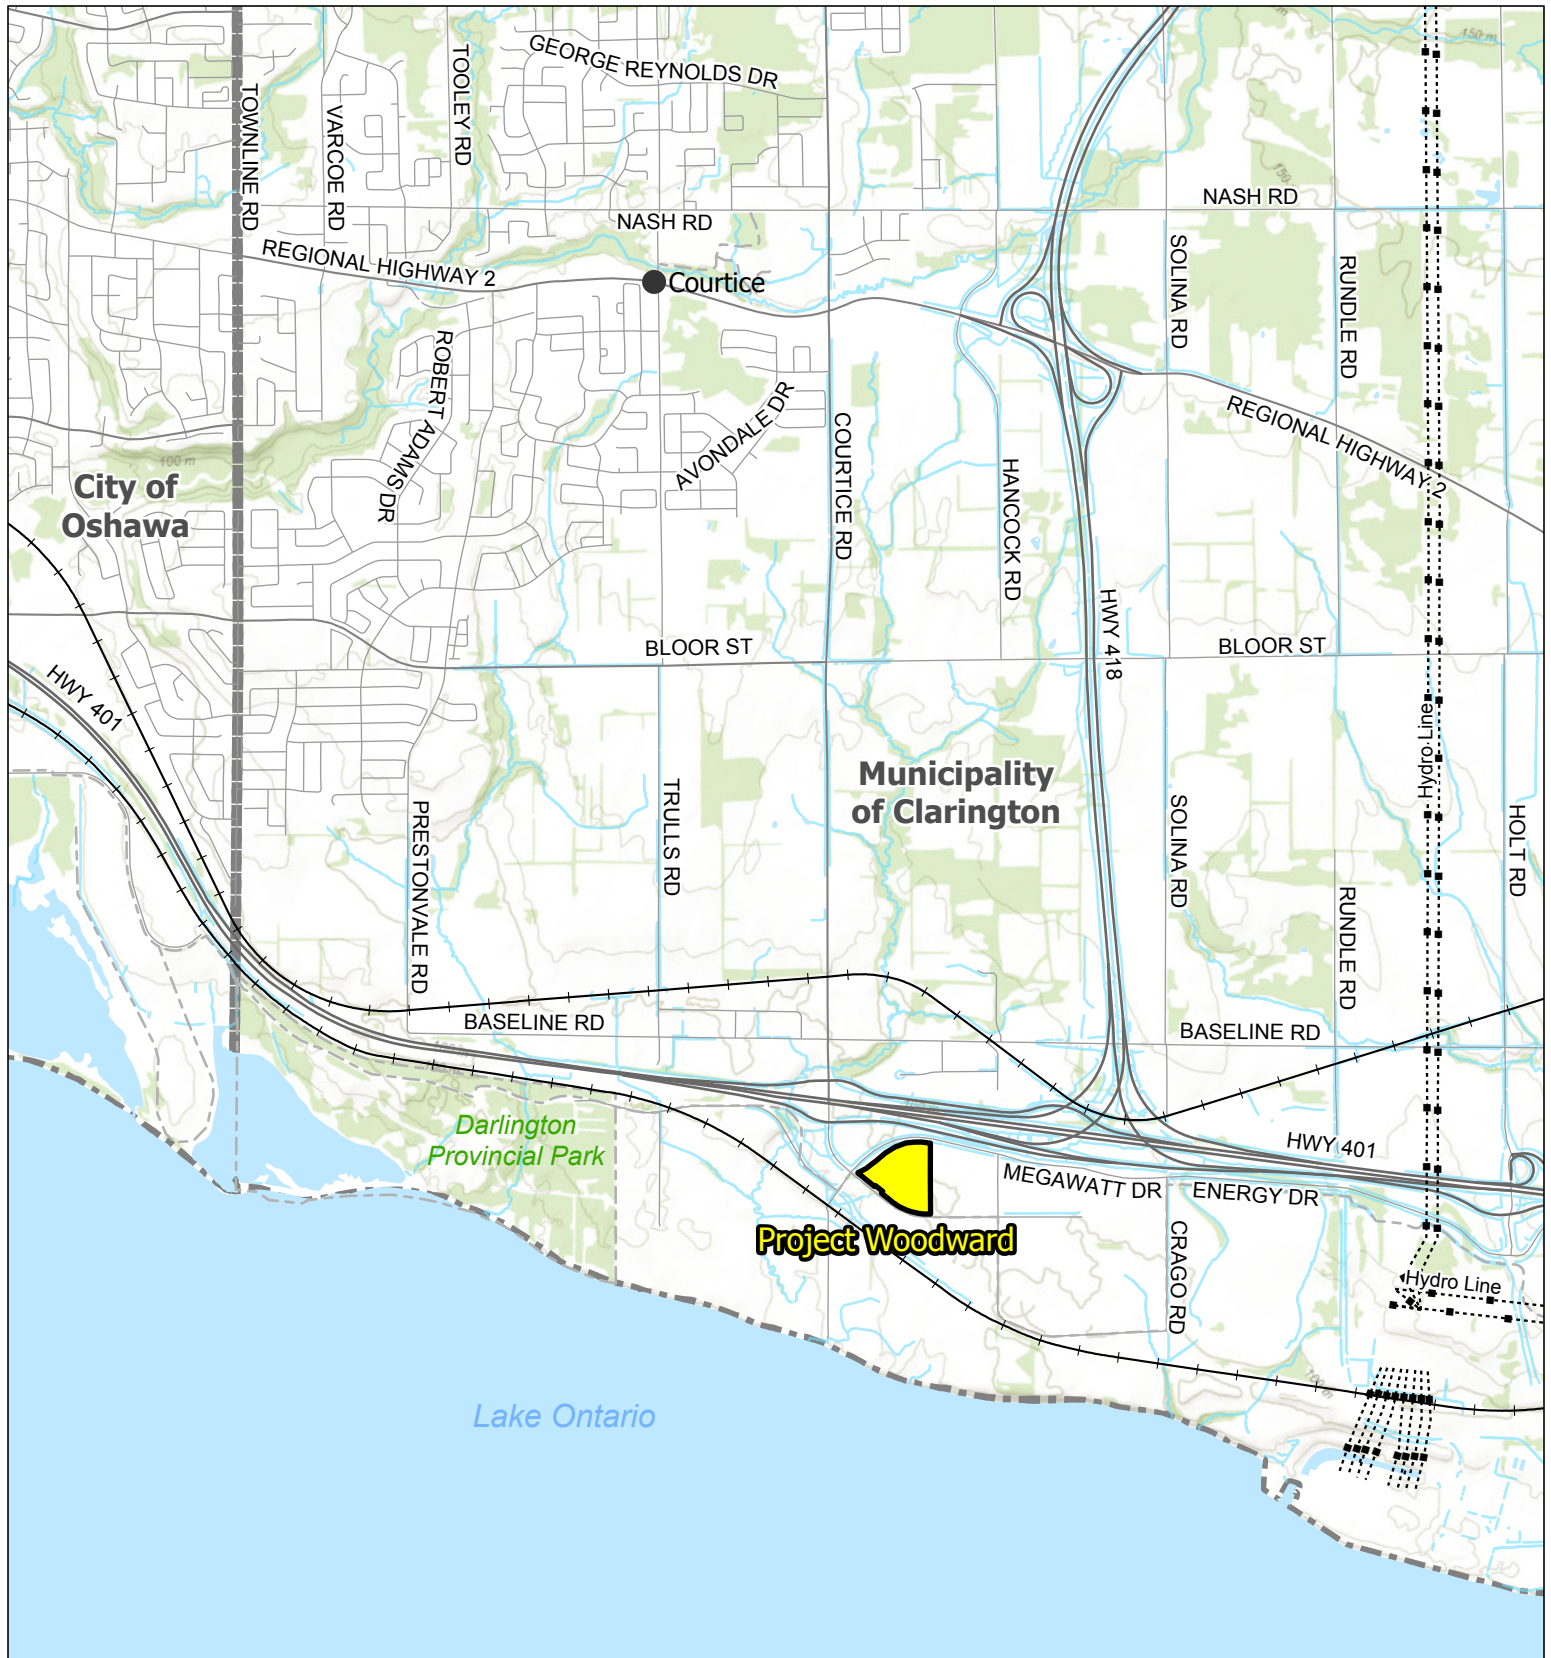 GEORGE REYNOLDS DR
150 m
TOOLEY RD
TOWNLINE RD
VARCOE RD
150
NASH RD
NASH RD
REGIONAL HIGHWAY 2
Courtice
SOLINA RD
RUNDLE RD
ROBERT ADAMS DR
AVONDALE DR
COURTICE RD
REGIONAL HIGHWAY 2
HANCOCK RD
100 m
City of
Oshawa
HWY 418
BLOOR ST
BLOOR ST
HWY 401
Hydro Line
Municipality
of Clarington
PRESTONVALE RD
TRULLS RD
SOLINA RD
HOLT RD
RUNDLE RD
BASELINE RD
BASELINE RD
100 m
Darlington
Provincial Park
HWY 401
MEGAWATT DR
ENERGY DR
Project Woodward
CRAGO RD
Hydro Line
100 m
Lake Ontario